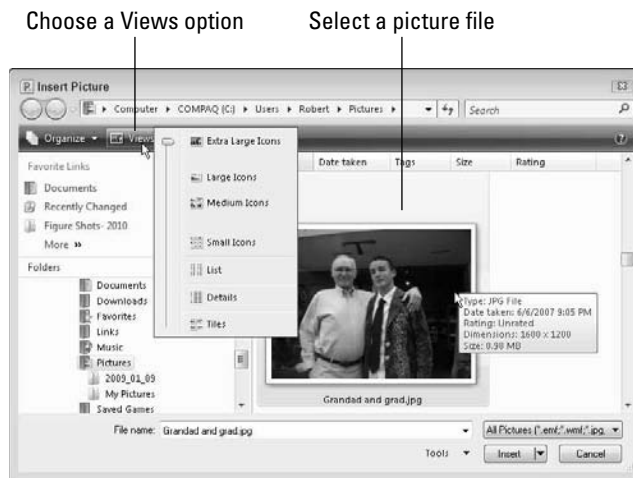 Choose a Views option Select a picture file
Insert Picture
Computer COMPAQ (C:) Users Robert Pictures Search
Organize Views
Extra Large Icons
Large Icons
Medium Icons
Small Icons
List
Details
Tiles
Date taken Tags Size Rating
Favorite Links
Documents
Recently Changed
Figure Shots- 2010
More »
Folders
Documents
Downloads
Favorites
Links
Music
Pictures
2009_01_09
My Pictures
Saved Games
Type: JPG File
Date taken: 6/6/2007 9:05 PM
Rating: Unrated
Dimensions: 1600 x 1200
Size: 0.98 MB
Grandad and grad.jpg
File name: Grandad and grad.jpg All Pictures (*.emf;*.wmf;*.jpg,
Tools Insert Cancel